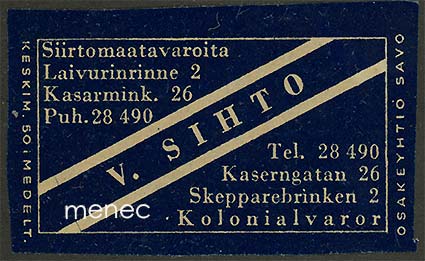 Siirtomaatavaroita
Laivurinrinne 2
Kasarmink. 26
Puh. 28 490
V. SIHTO
Tel. 28 490
Kaserngatan 26
Skepparebrinken 2
Kolonialvaror
KESKIM. 50. MEDELT.
OSAKEYHTIÖ SAVO
menec